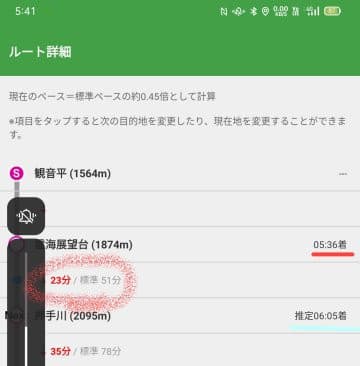 5:41
0.00 KB/S
4G
ルート詳細
現在のペース=標準ペースの約0.45倍として計算
※項目をタップすると次の目的地を変更したり、現在地を変更することができま
す。
S 観音平 (1564m) ---
海展望台 (1874m) 05:36着
23分 / 標準 51分
手川 (2095m) 推定06:05着
35分 / 標準 78分